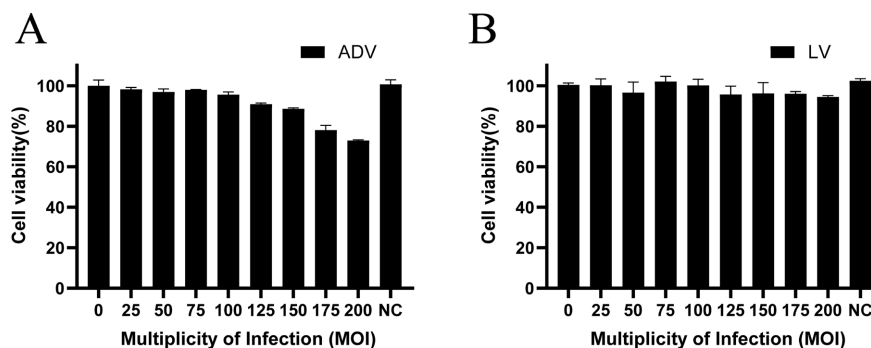 A
ADV
Cell viability(%)
100
80
60
40
20
0
0 25 50 75 100 125 150 175 200 NC
Multiplicity of Infection (MOI)
B
LV
Cell viability(%)
100
80
60
40
20
0
0 25 50 75 100 125 150 175 200 NC
Multiplicity of Infection (MOI)